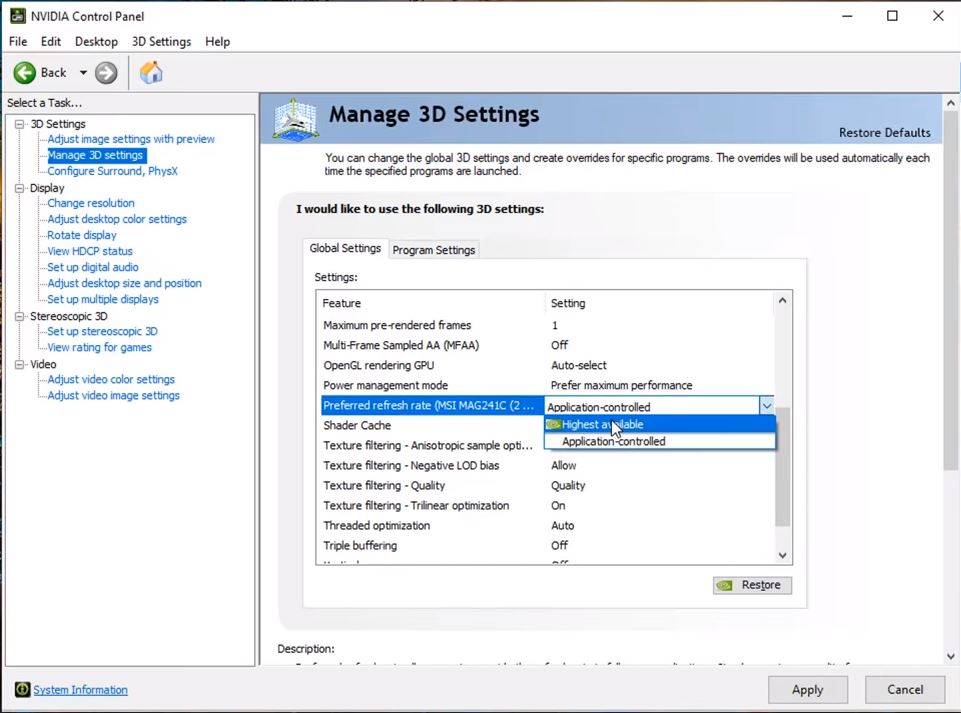 NVIDIA Control Panel
File Edit Desktop 3D Settings Help
Back
Select a Task...
3D Settings
Adjust image settings with preview
Manage 3D settings
Configure Surround, PhysX
Display
Change resolution
Adjust desktop color settings
Rotate display
View HDCP status
Set up digital audio
Adjust desktop size and position
Set up multiple displays
Stereoscopic 3D
Set up stereoscopic 3D
View rating for games
Video
Adjust video color settings
Adjust video image settings
Manage 3D Settings
Restore Defaults
You can change the global 3D settings and create overrides for specific programs. The overrides will be used automatically each
time the specified programs are launched.
I would like to use the following 3D settings:
Global Settings Program Settings
Settings:
Feature Setting
Maximum pre-rendered frames 1
Multi-Frame Sampled AA (MFAA) Off
OpenGL rendering GPU Auto-select
Power management mode Prefer maximum performance
Preferred refresh rate (MSI MAG241C (2 ... Application-controlled
Highest available
Shader Cache
Application-controlled
Texture filtering - Anisotropic sample opti...
Texture filtering - Negative LOD bias Allow
Texture filtering - Quality Quality
Texture filtering - Trilinear optimization On
Threaded optimization Auto
Triple buffering Off
Restore
Description:
System Information
Apply Cancel